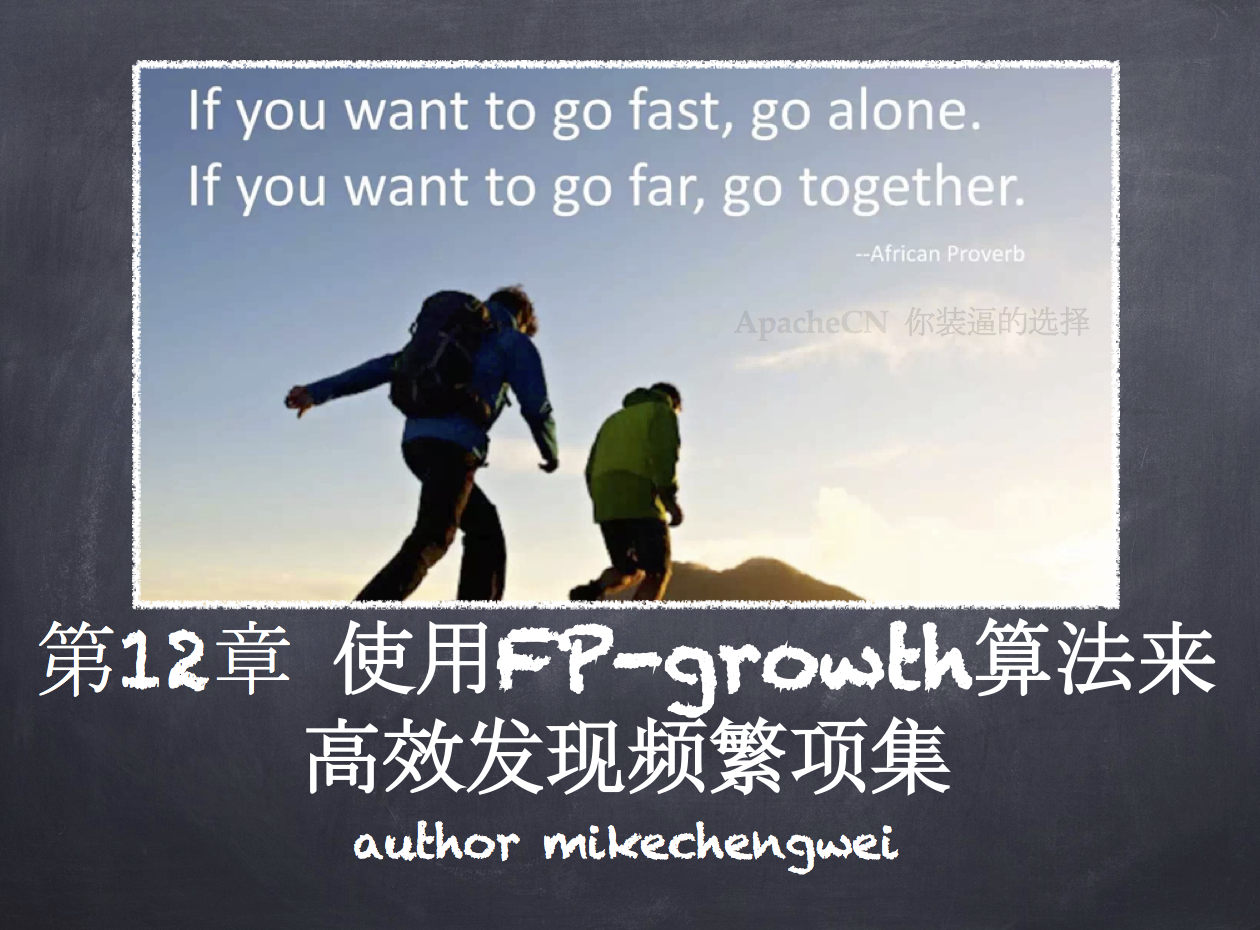 If you want to go fast, go alone.
If you want to go far, go together.
--African Proverb
ApacheCN 你装逼的选择
第12章 使用FP-growth算法来
高效发现频繁项集
author mikechengwei